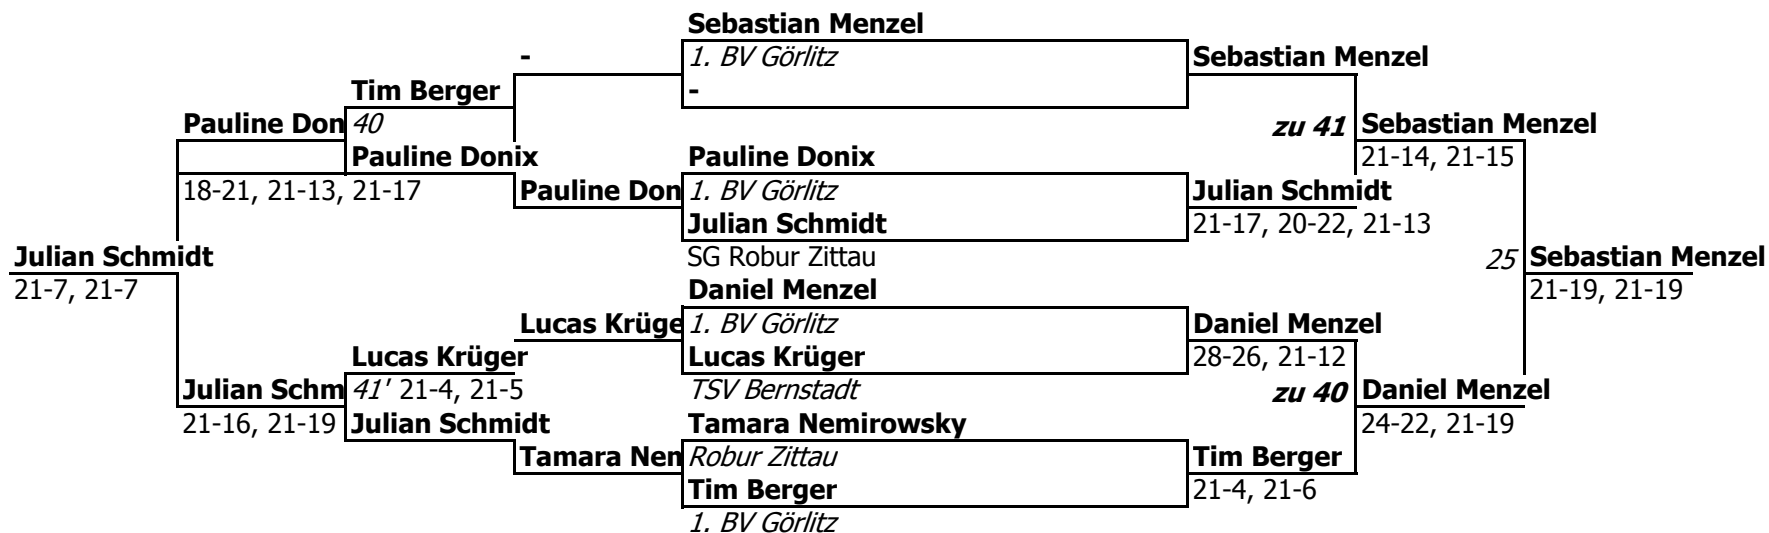 Sebastian Menzel
- 1. BV Görlitz Sebastian Menzel
Tim Berger -
Pauline Don 40 zu 41 Sebastian Menzel
Pauline Donix Pauline Donix 21-14, 21-15
18-21, 21-13, 21-17 Pauline Don 1. BV Görlitz Julian Schmidt
Julian Schmidt 21-17, 20-22, 21-13
Julian Schmidt SG Robur Zittau 25 Sebastian Menzel
21-7, 21-7 Daniel Menzel 21-19, 21-19
Lucas Krüge 1. BV Görlitz Daniel Menzel
Lucas Krüger Lucas Krüger 28-26, 21-12
Julian Schm 41' 21-4, 21-5 TSV Bernstadt zu 40 Daniel Menzel
21-16, 21-19 Julian Schmidt Tamara Nemirowsky 24-22, 21-19
Tamara Nen Robur Zittau Tim Berger
Tim Berger 21-4, 21-6
1. BV Görlitz